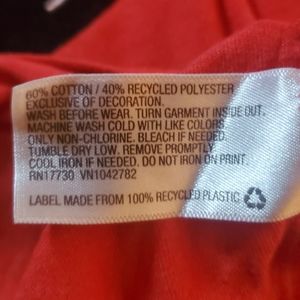 60% COTTON / 40% RECYCLED POLYESTER
EXCLUSIVE OF DECORATION.
WASH BEFORE WEAR. TURN GARMENT INSIDE OUT.
MACHINE WASH COLD WITH LIKE COLORS
ONLY NON-CHLORINE. BLEACH IF NEEDED.
TUMBLE DRY LOW. REMOVE PROMPTLY
COOL IRON IF NEEDED. DO NOT IRON ON PRINT.
RN17730 VN1042782
LABEL MADE FROM 100% RECYCLED PLASTIC